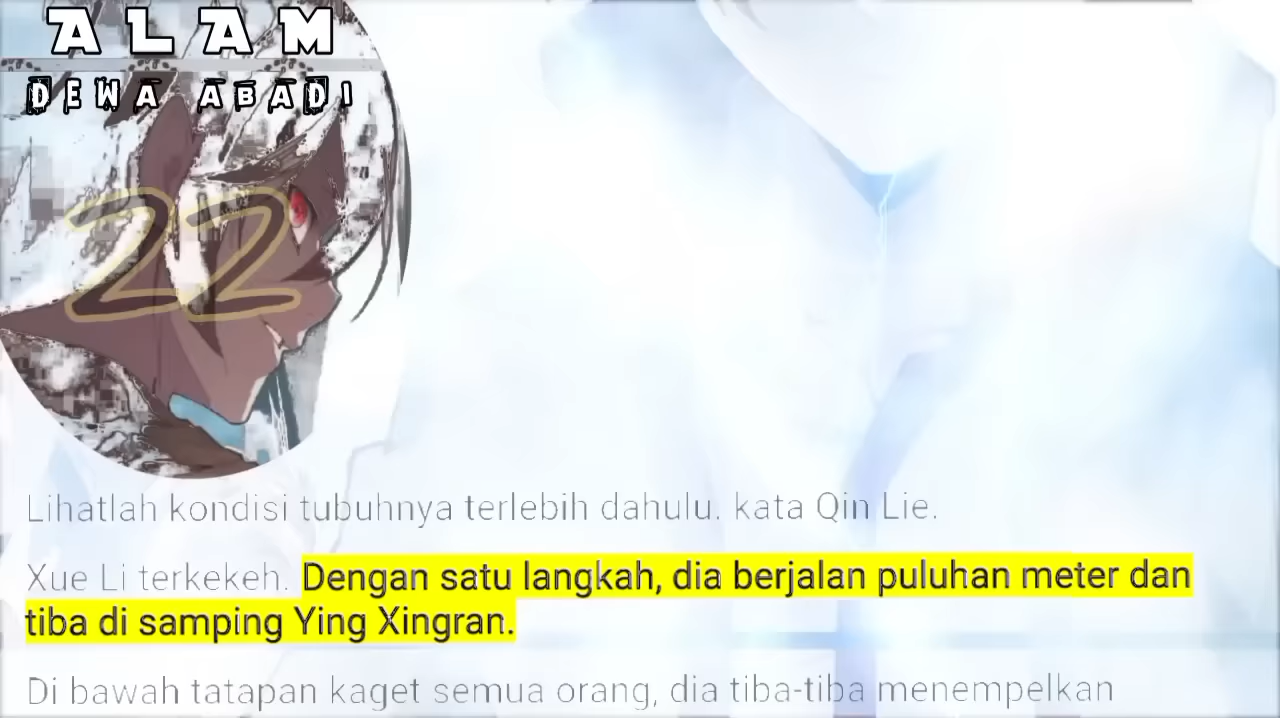 ALAM
DEWA ABADI
22
Lihatlah kondisi tubuhnya terlebih dahulu. kata Qin Lie.
Xue Li terkekeh. Dengan satu langkah, dia berjalan puluhan meter dan
tiba di samping Ying Xingran.
Di bawah tatapan kaget semua orang, dia tiba-tiba menempelkan